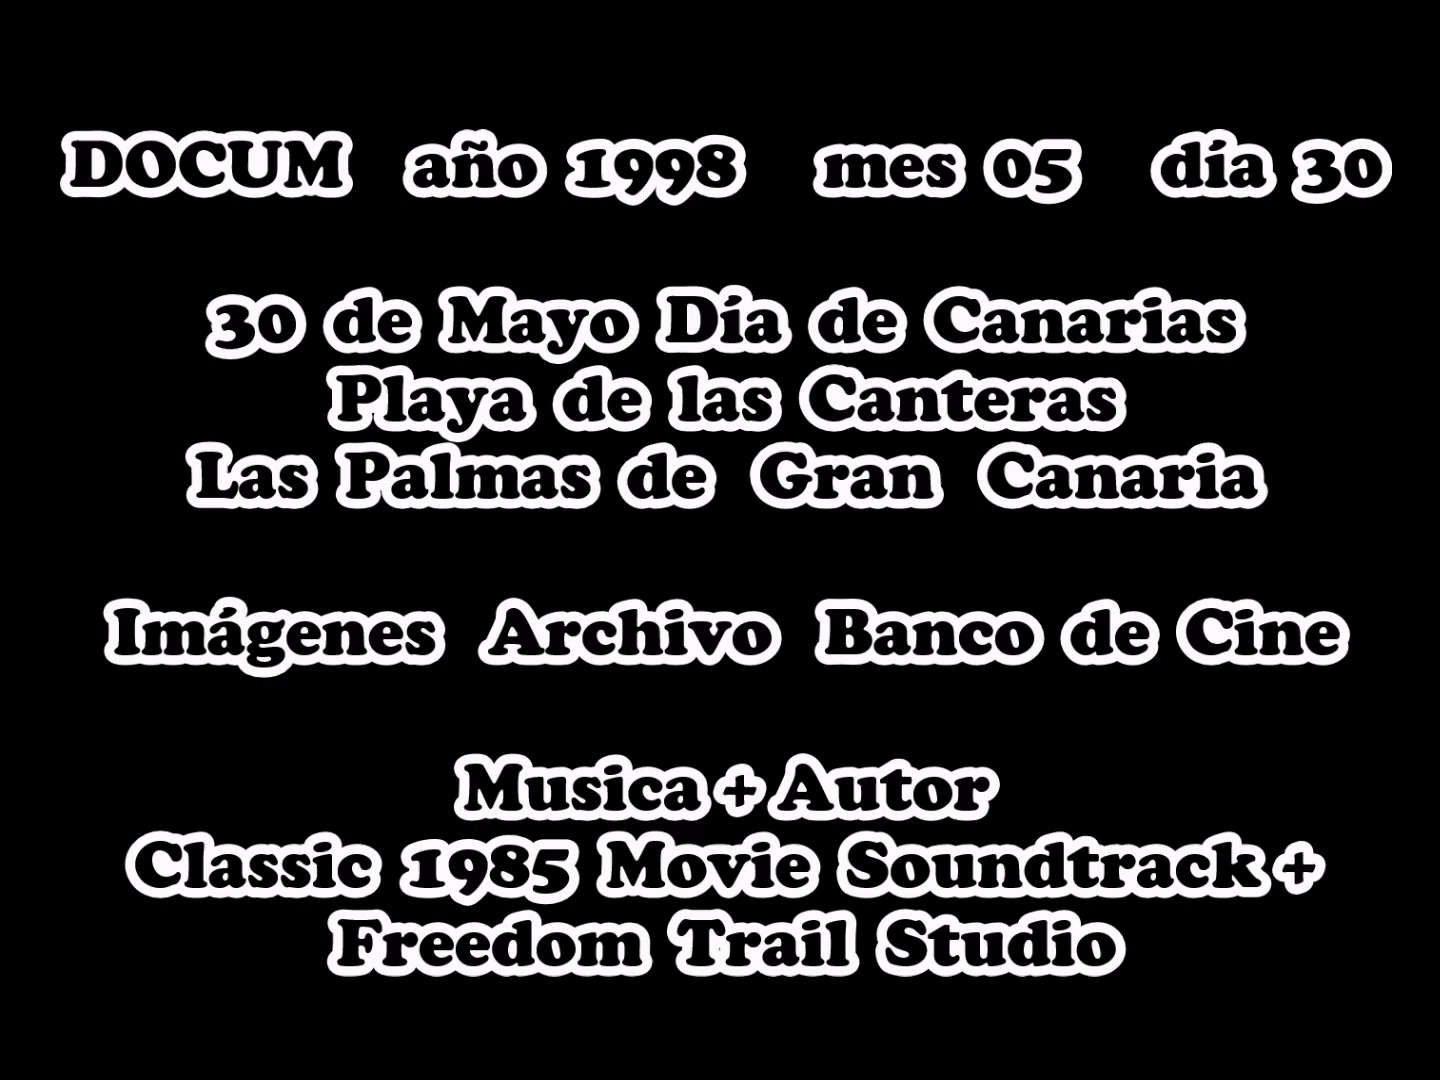 DOCUM año 1998 mes 05 día 30
30 de Mayo Día de Canarias
Playa de las Canteras
Las Palmas de Gran Canaria
Imágenes Archivo Banco de Cine
Musica + Autor
Classic 1985 Movie Soundtrack +
Freedom Trail Studio